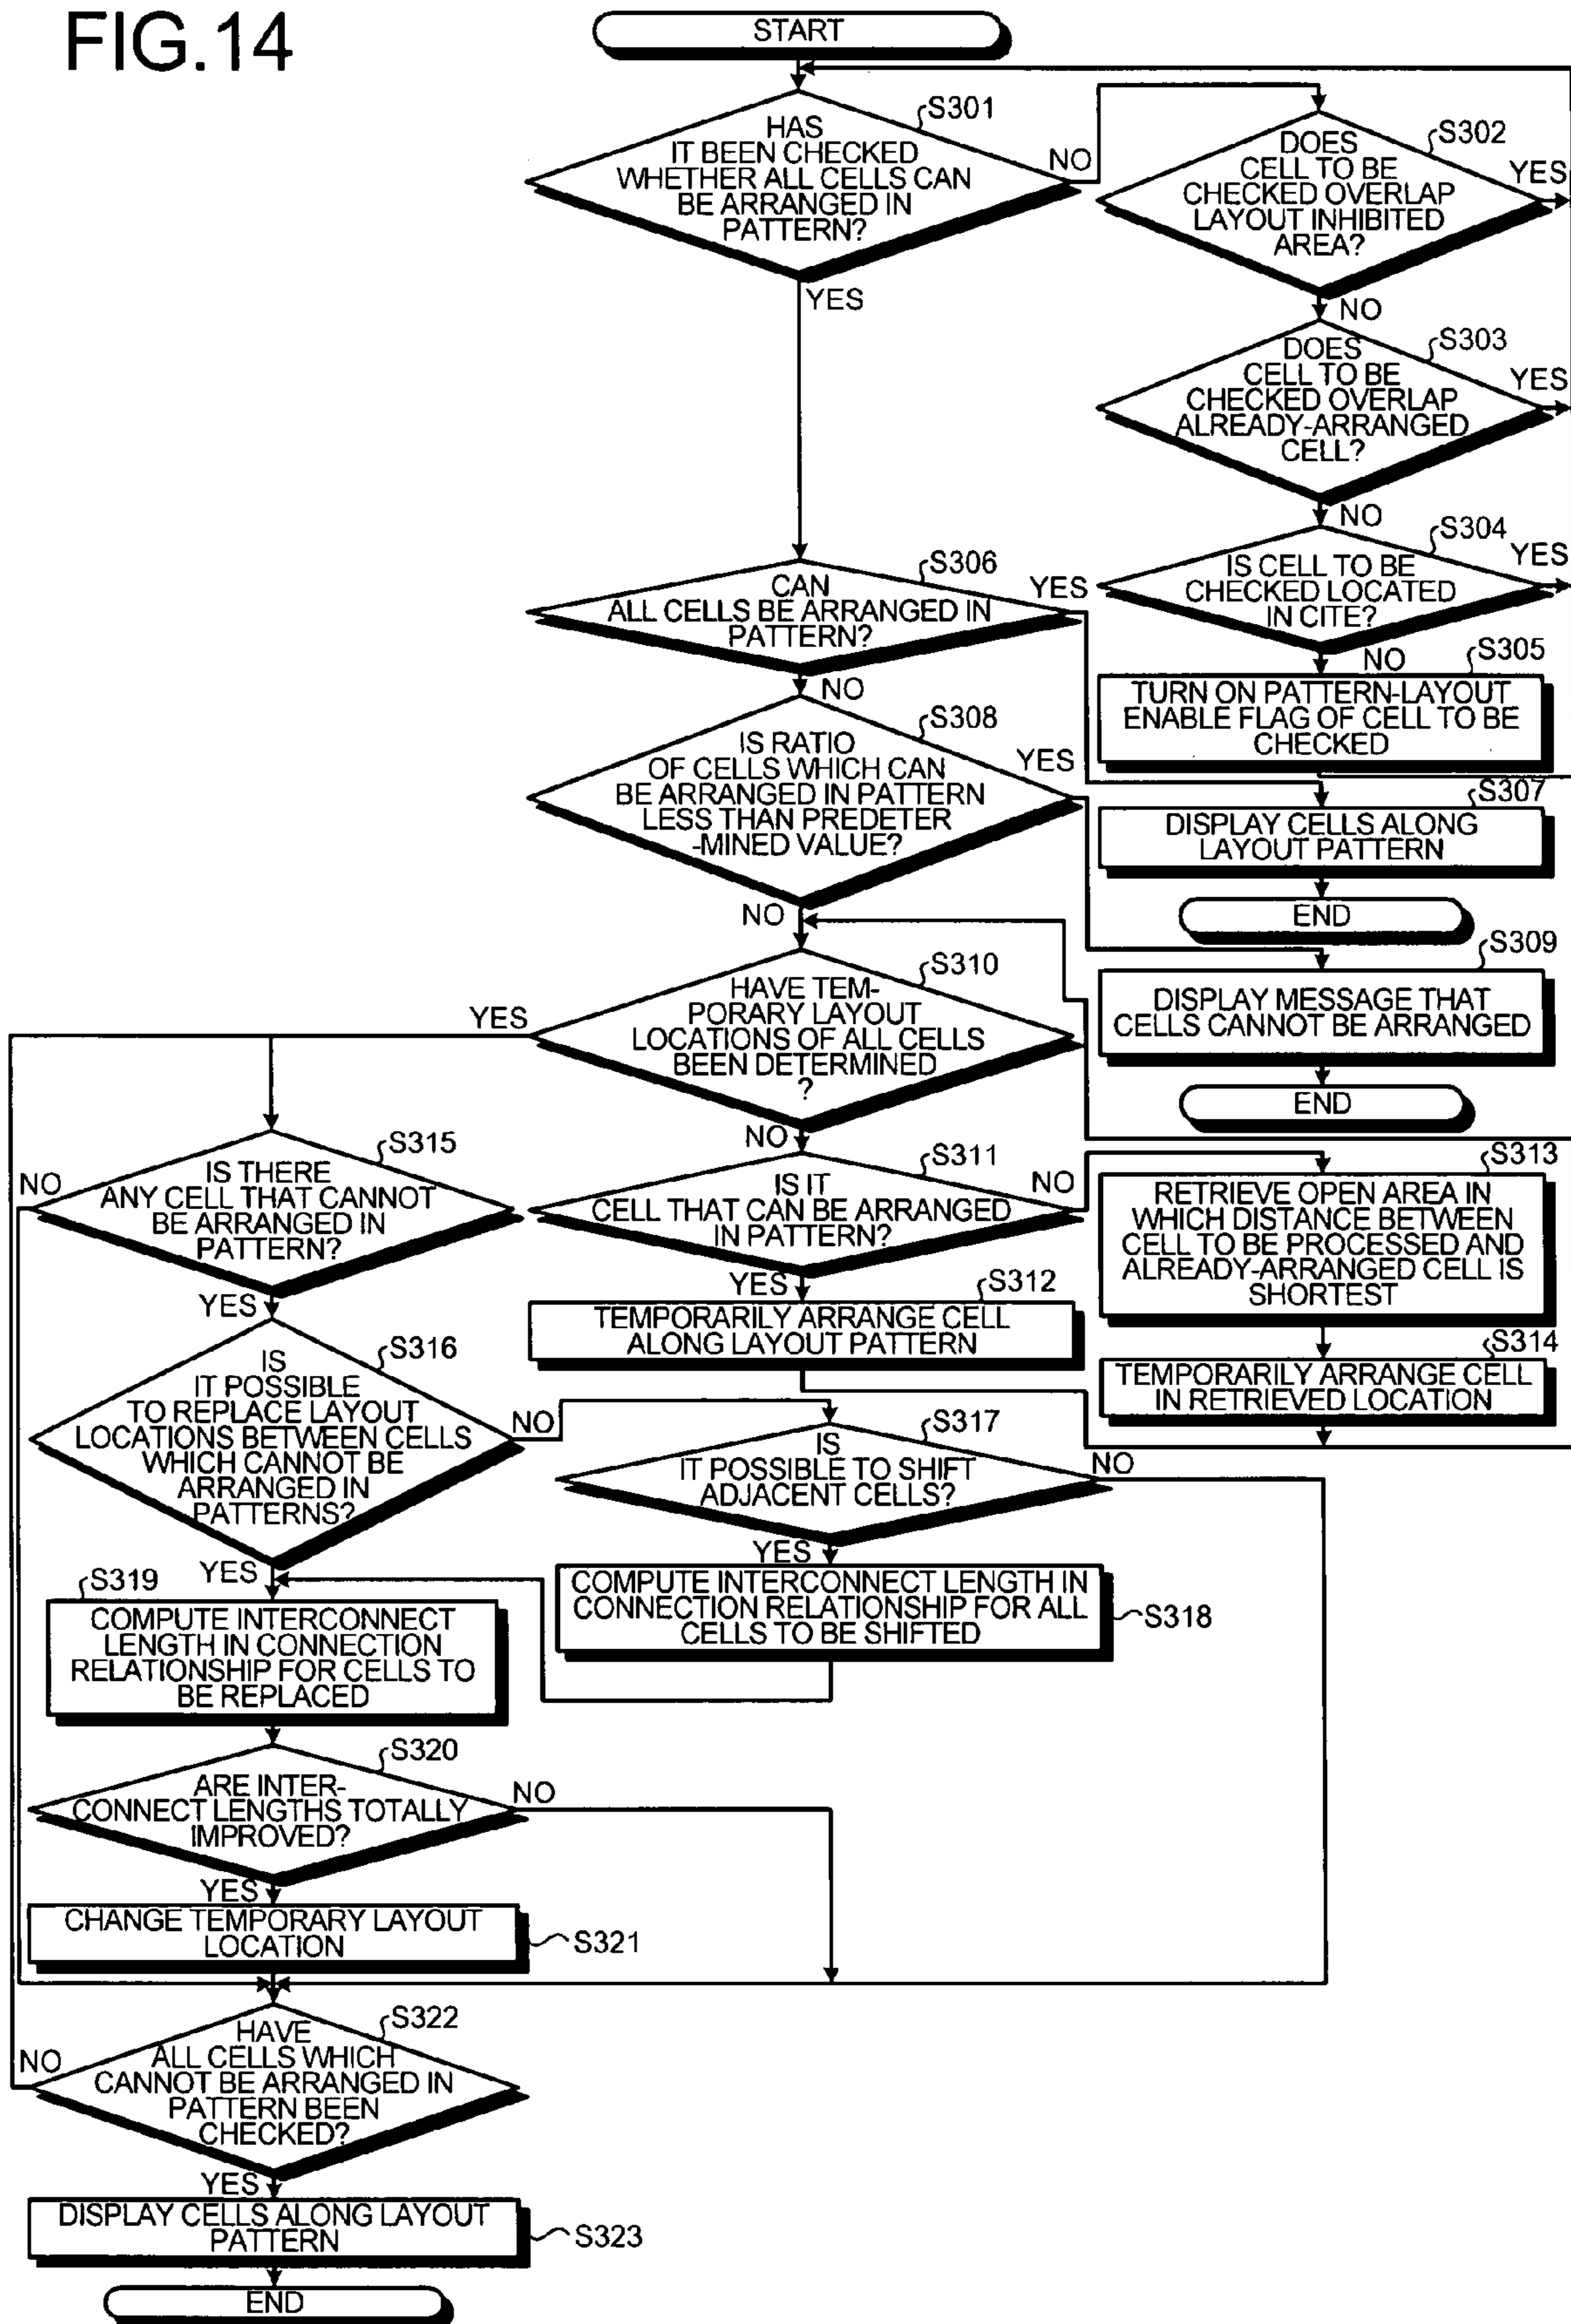 FIG.14
START
S301
HAS
IT BEEN CHECKED
WHETHER ALL CELLS CAN
BE ARRANGED IN
PATTERN?
NO
YES
S302
DOES
CELL TO BE
CHECKED OVERLAP
LAYOUT INHIBITED
AREA?
YES
NO
S303
DOES
CELL TO BE
CHECKED OVERLAP
ALREADY-ARRANGED
CELL?
YES
NO
S304
IS CELL TO BE
CHECKED LOCATED
IN CITE?
YES
NO
S305
TURN ON PATTERN-LAYOUT
ENABLE FLAG OF CELL TO BE
CHECKED
S306
CAN
ALL CELLS BE ARRANGED IN
PATTERN?
YES
NO
S307
DISPLAY CELLS ALONG
LAYOUT PATTERN
END
S308
IS RATIO
OF CELLS WHICH CAN
BE ARRANGED IN PATTERN
LESS THAN PREDETER
-MINED VALUE?
YES
NO
S309
DISPLAY MESSAGE THAT
CELLS CANNOT BE ARRANGED
END
S310
HAVE TEM-
PORARY LAYOUT
LOCATIONS OF ALL CELLS
BEEN DETERMINED
?
YES
NO
S311
IS IT
CELL THAT CAN BE ARRANGED
IN PATTERN?
NO
YES
S312
TEMPORARILY ARRANGE CELL
ALONG LAYOUT PATTERN
S313
RETRIEVE OPEN AREA IN
WHICH DISTANCE BETWEEN
CELL TO BE PROCESSED AND
ALREADY-ARRANGED CELL IS
SHORTEST
S314
TEMPORARILY ARRANGE CELL
IN RETRIEVED LOCATION
S315
IS THERE
ANY CELL THAT CANNOT
BE ARRANGED IN
PATTERN?
NO
YES
S316
IS
IT POSSIBLE
TO REPLACE LAYOUT
LOCATIONS BETWEEN CELLS
WHICH CANNOT BE
ARRANGED IN
PATTERNS?
NO
YES
S317
IS
IT POSSIBLE TO SHIFT
ADJACENT CELLS?
NO
YES
COMPUTE INTERCONNECT LENGTH IN
CONNECTION RELATIONSHIP FOR ALL
CELLS TO BE SHIFTED
S318
S319
COMPUTE INTERCONNECT
LENGTH IN CONNECTION
RELATIONSHIP FOR CELLS TO
BE REPLACED
S320
ARE INTER-
CONNECT LENGTHS TOTALLY
IMPROVED?
NO
YES
CHANGE TEMPORARY LAYOUT
LOCATION
S321
S322
HAVE
ALL CELLS WHICH
CANNOT BE ARRANGED IN
PATTERN BEEN
CHECKED?
NO
YES
DISPLAY CELLS ALONG LAYOUT
PATTERN
S323
END